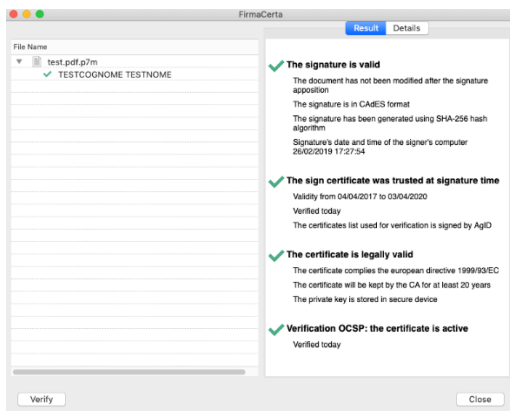 FirmaCerta
Result Details
File Name
test.pdf.p7m
TESTCOGNOME TESTNOME
The signature is valid
The document has not been modified after the signature
apposition
The signature is in CAdES format
The signature has been generated using SHA-256 hash
algorithm
Signature's date and time of the signer's computer
26/02/2019 17:27:54
The sign certificate was trusted at signature time
Validity from 04/04/2017 to 03/04/2020
Verified today
The certificates list used for verification is signed by AgID
The certificate is legally valid
The certificate complies the european directive 1999/93/EC
The certificate will be kept by the CA for at least 20 years
The private key is stored in secure device
Verification OCSP: the certificate is active
Verified today
Verify
Close